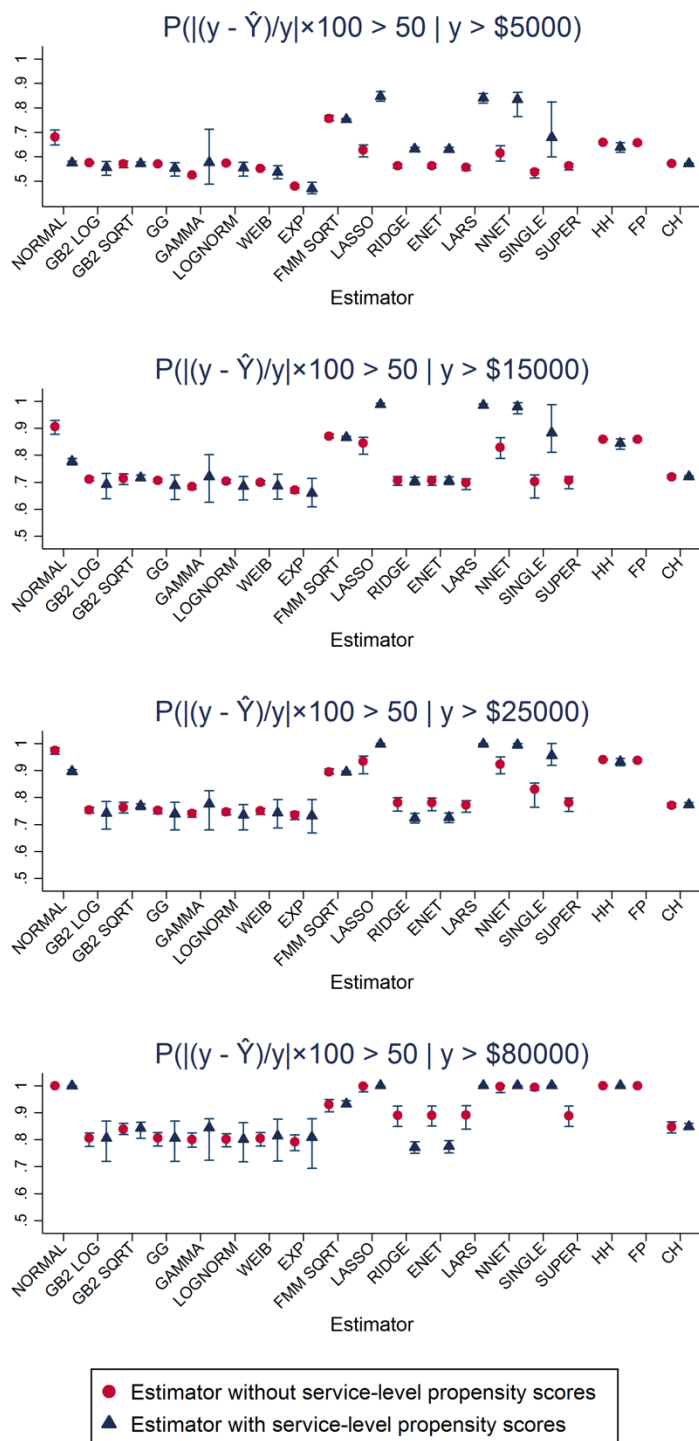 P(|(y - Ŷ)/y|×100 > 50 | y > $5000)
1
.9
.8
.7
.6
.5
NORMAL
GB2 LOG
GB2 SQRT
GG
GAMMA
LOGNORM
WEIB
EXP
FMM SQRT
LASSO
RIDGE
ENET
LARS
NNET
SINGLE
SUPER
HH
FP
CH
Estimator
P(|(y - Ŷ)/y|×100 > 50 | y > $15000)
1
.9
.8
.7
.6
.5
NORMAL
GB2 LOG
GB2 SQRT
GG
GAMMA
LOGNORM
WEIB
EXP
FMM SQRT
LASSO
RIDGE
ENET
LARS
NNET
SINGLE
SUPER
HH
FP
CH
Estimator
P(|(y - Ŷ)/y|×100 > 50 | y > $25000)
1
.9
.8
.7
.6
.5
NORMAL
GB2 LOG
GB2 SQRT
GG
GAMMA
LOGNORM
WEIB
EXP
FMM SQRT
LASSO
RIDGE
ENET
LARS
NNET
SINGLE
SUPER
HH
FP
CH
Estimator
P(|(y - Ŷ)/y|×100 > 50 | y > $80000)
1
.9
.8
.7
.6
.5
NORMAL
GB2 LOG
GB2 SQRT
GG
GAMMA
LOGNORM
WEIB
EXP
FMM SQRT
LASSO
RIDGE
ENET
LARS
NNET
SINGLE
SUPER
HH
FP
CH
Estimator
Estimator without service-level propensity scores
Estimator with service-level propensity scores